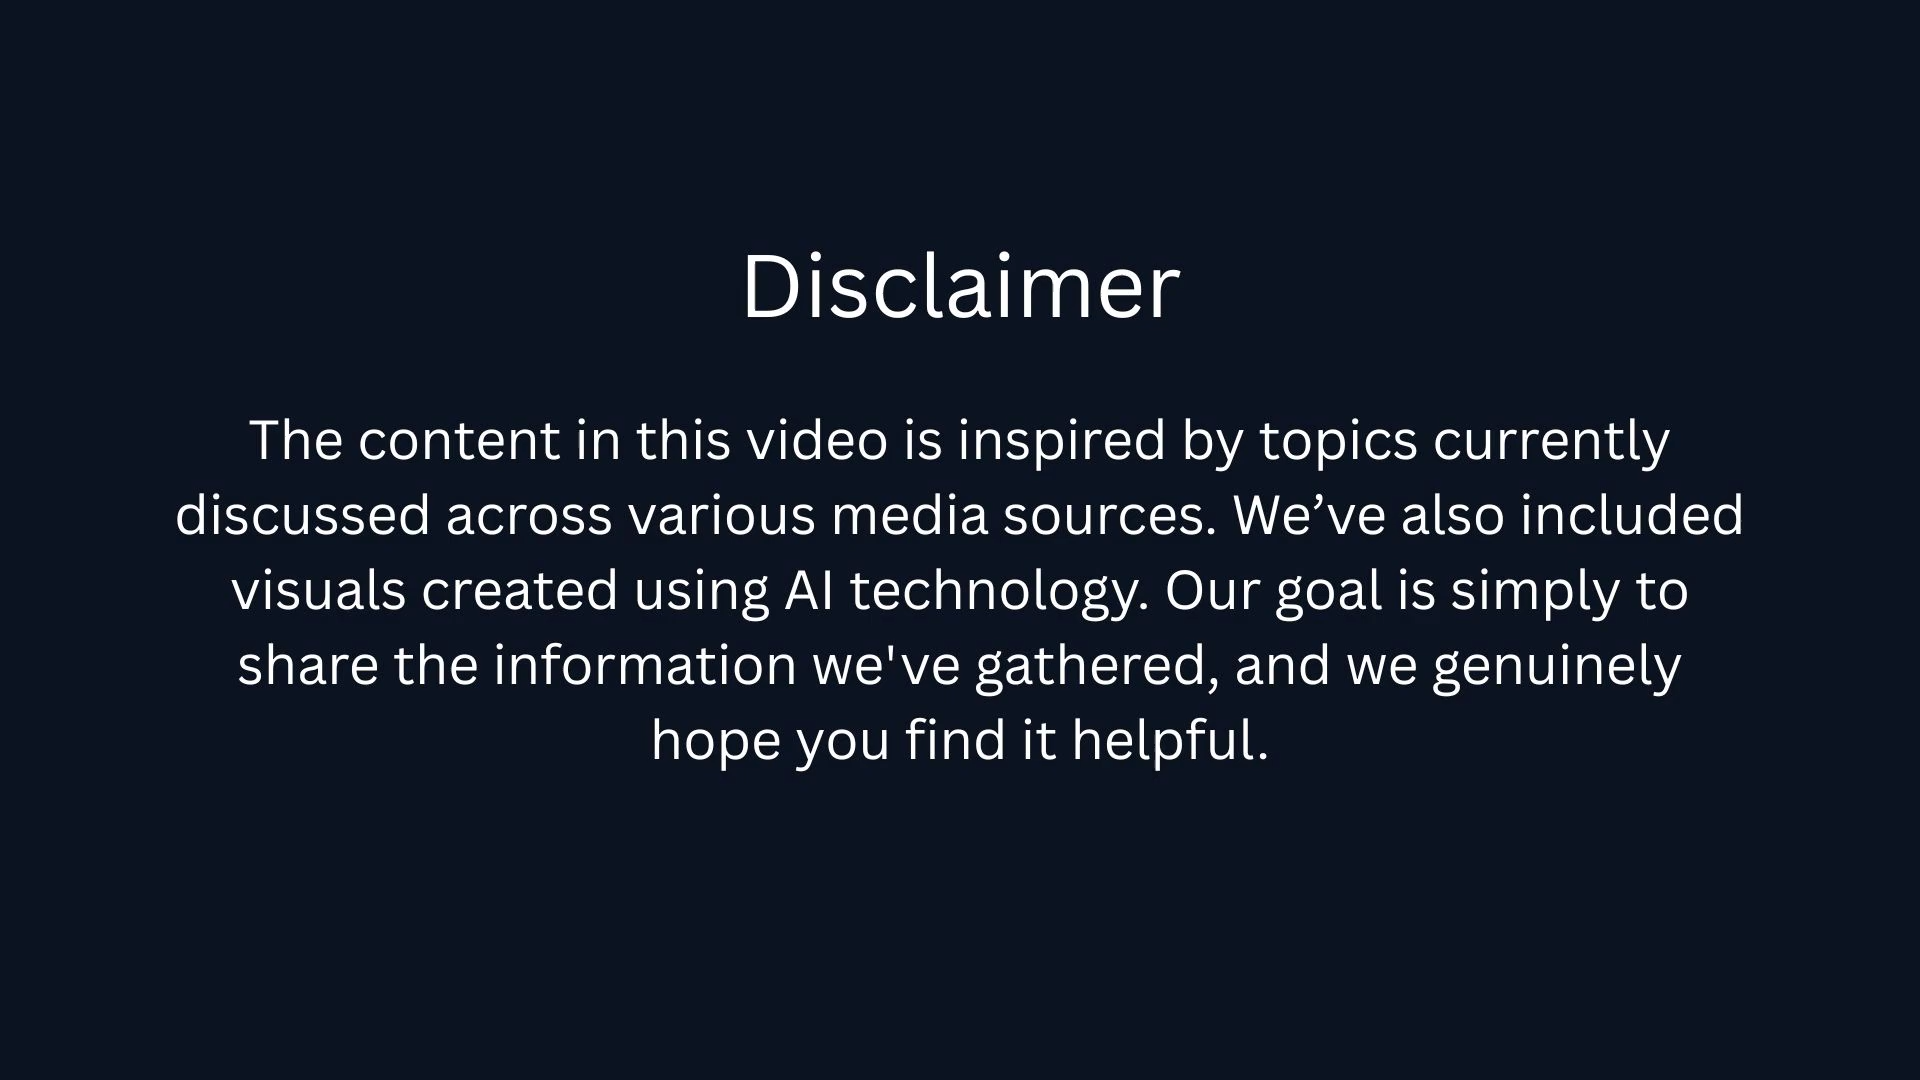 Disclaimer
The content in this video is inspired by topics currently
discussed across various media sources. We’ve also included
visuals created using AI technology. Our goal is simply to
share the information we've gathered, and we genuinely
hope you find it helpful.